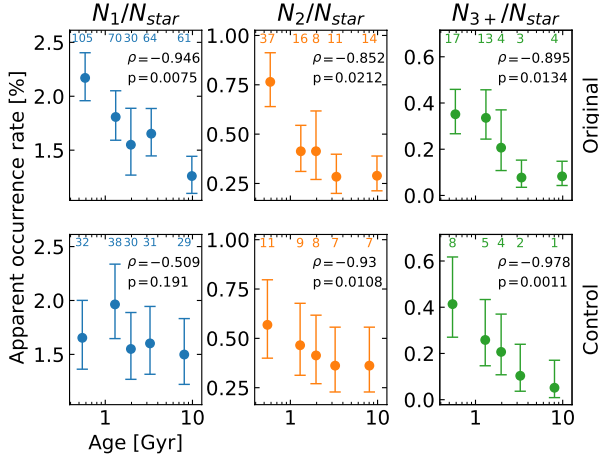 N1/Nstar N2/Nstar N3+/Nstar
105 70 30 64 61
ρ=−0.946
p=0.0075
37 16 8 11 14
ρ=−0.852
p=0.0212
17 13 4 3 4
ρ=−0.895
p=0.0134
2.5
2.0
1.5
1.00
0.75
0.50
0.25
0.6
0.4
0.2
0.0
Original
Apparent occurrence rate [%]
32 38 30 31 29
ρ=−0.509
p=0.191
11 9 8 7 7
ρ=−0.93
p=0.0108
8 5 4 2 1
ρ=−0.978
p=0.0011
2.5
2.0
1.5
1.00
0.75
0.50
0.25
0.6
0.4
0.2
0.0
Control
1 10 1 10 1 10
Age [Gyr]